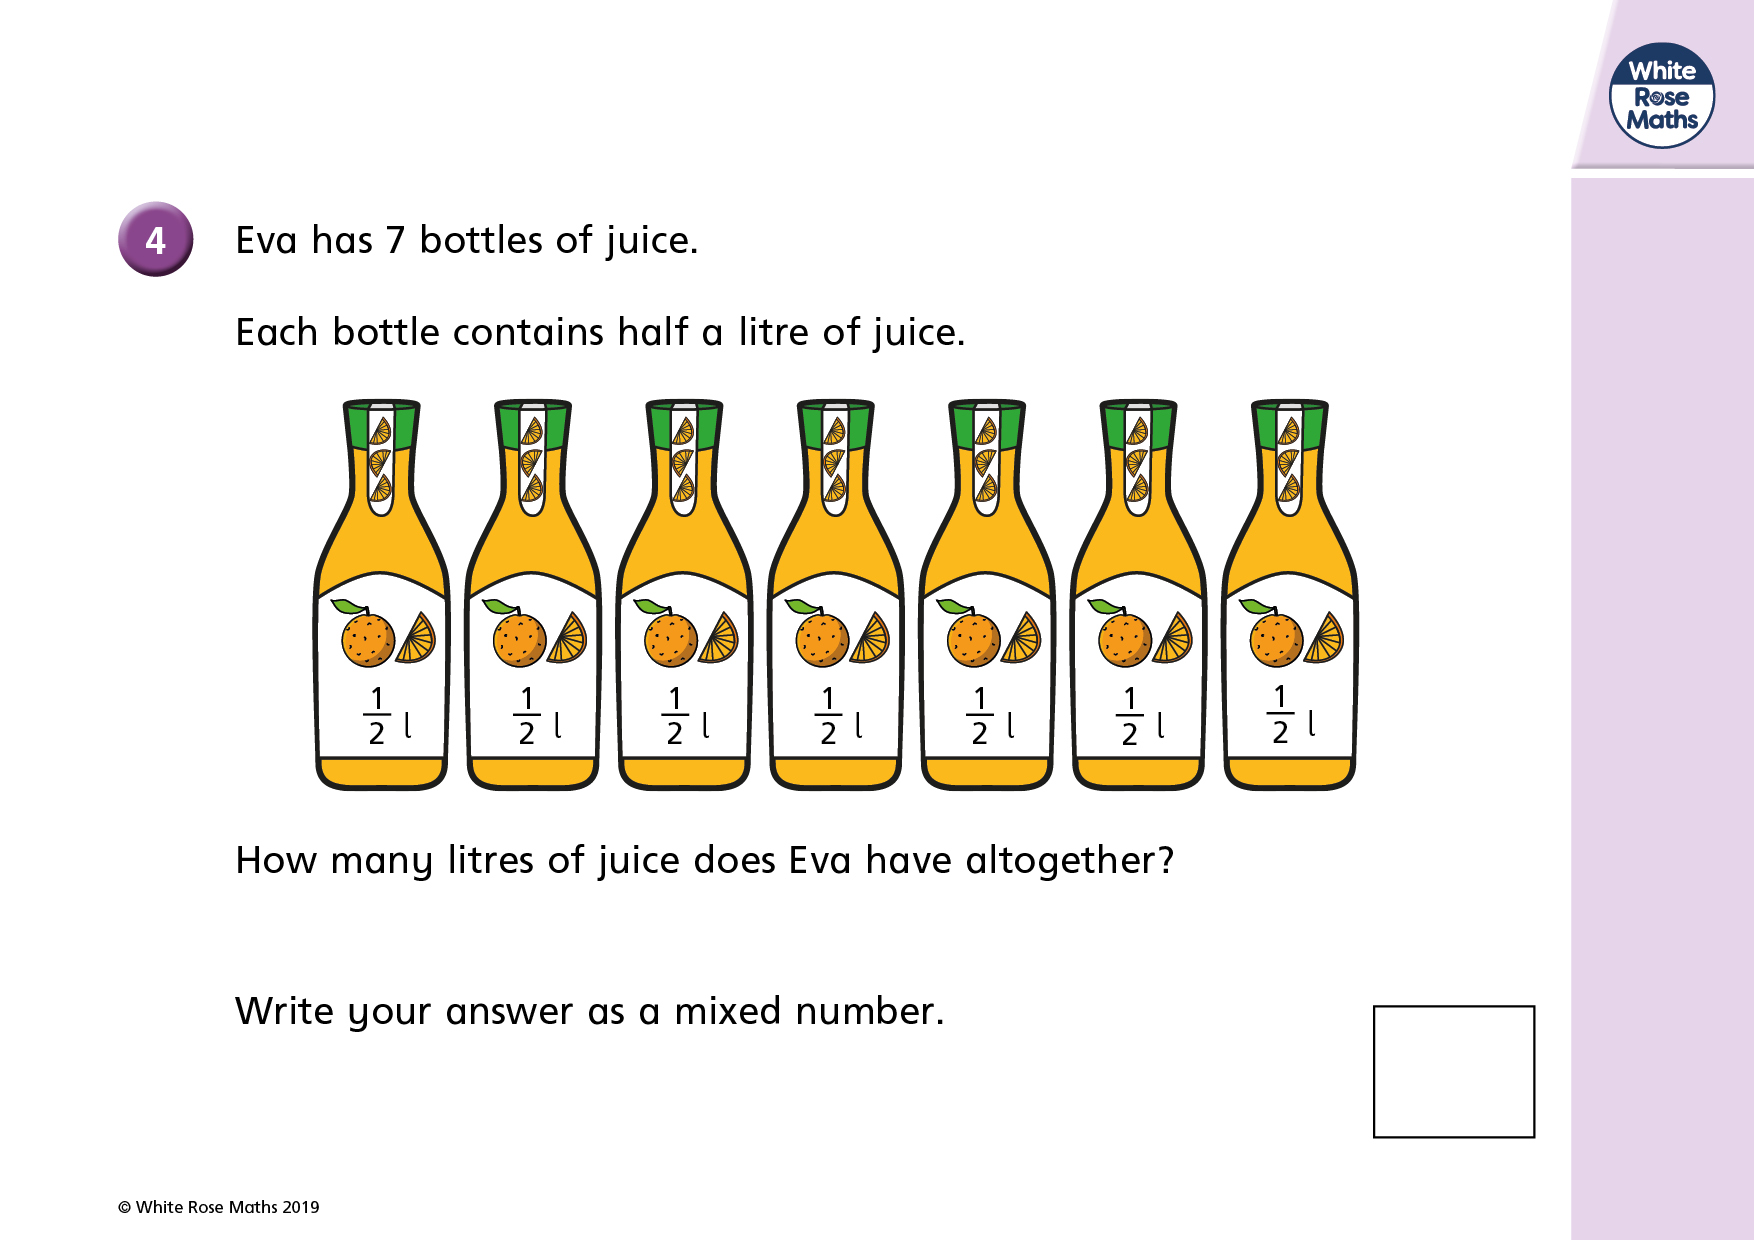 White
Rose
Maths
4
Eva has 7 bottles of juice.
Each bottle contains half a litre of juice.
1/2 l 1/2 l 1/2 l 1/2 l 1/2 l 1/2 l 1/2 l
How many litres of juice does Eva have altogether?
Write your answer as a mixed number.
© White Rose Maths 2019